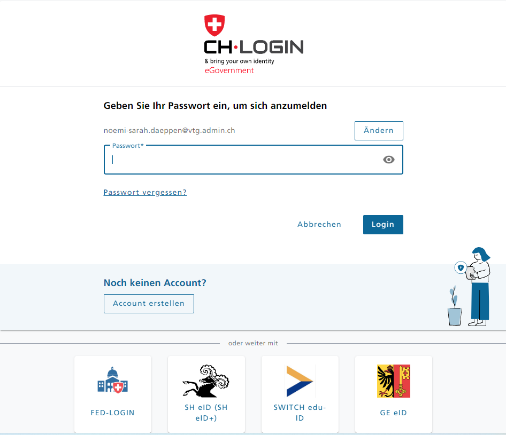 CH·LOGIN
& bring your own identity
eGovernment
Geben Sie Ihr Passwort ein, um sich anzumelden
noemi-sarah.daeppen@vtg.admin.ch
Ändern
Passwort*
Passwort vergessen?
Abbrechen
Login
Noch keinen Account?
Account erstellen
oder weiter mit
FED-LOGIN
SH eID (SH
eID+)
SWITCH edu-
ID
GE eID